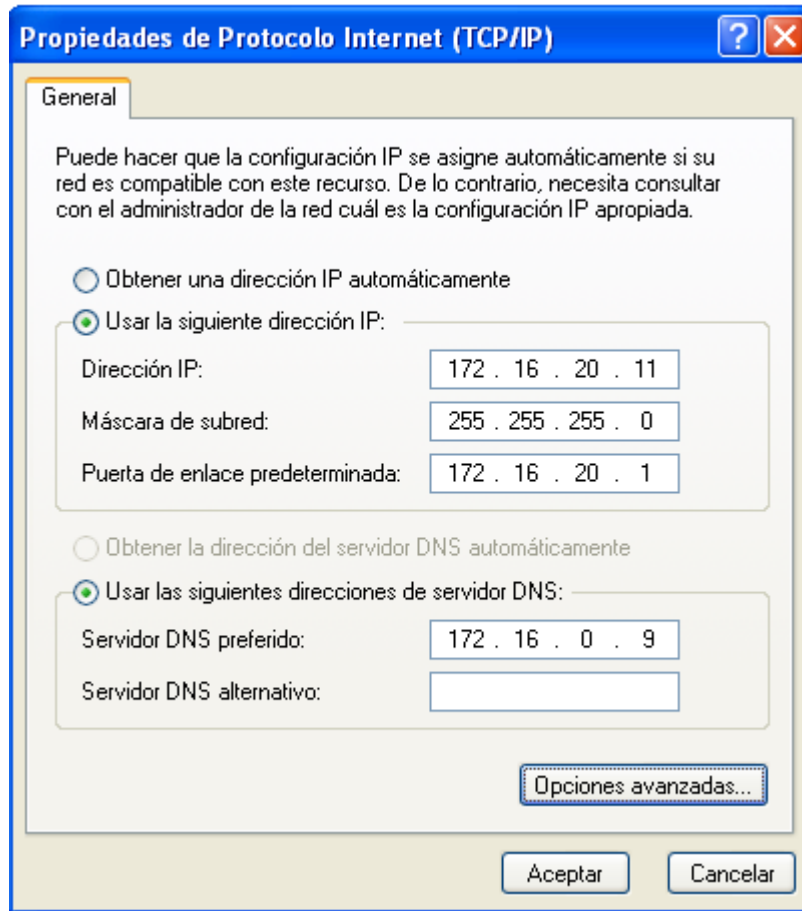 Propiedades de Protocolo Internet (TCP/IP)
General
Puede hacer que la configuración IP se asigne automáticamente si su
red es compatible con este recurso. De lo contrario, necesita consultar
con el administrador de la red cuál es la configuración IP apropiada.
Obtener una dirección IP automáticamente
Usar la siguiente dirección IP:
Dirección IP: 172 . 16 . 20 . 11
Máscara de subred: 255 . 255 . 255 . 0
Puerta de enlace predeterminada: 172 . 16 . 20 . 1
Obtener la dirección del servidor DNS automáticamente
Usar las siguientes direcciones de servidor DNS:
Servidor DNS preferido: 172 . 16 . 0 . 9
Servidor DNS alternativo:
Opciones avanzadas...
Aceptar Cancelar